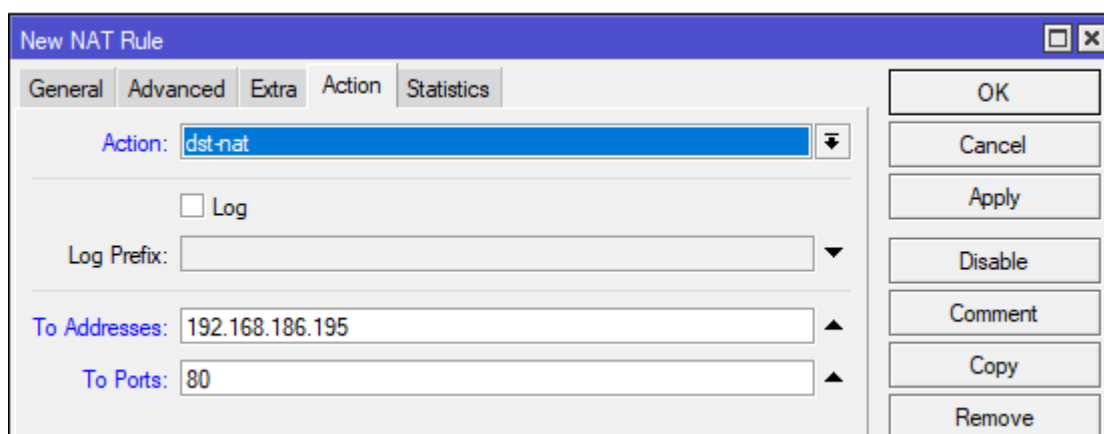 New NAT Rule
General Advanced Extra Action Statistics
OK
Action: dst-nat
Cancel
Log
Apply
Log Prefix:
Disable
To Addresses: 192.168.186.195
Comment
To Ports: 80
Copy
Remove